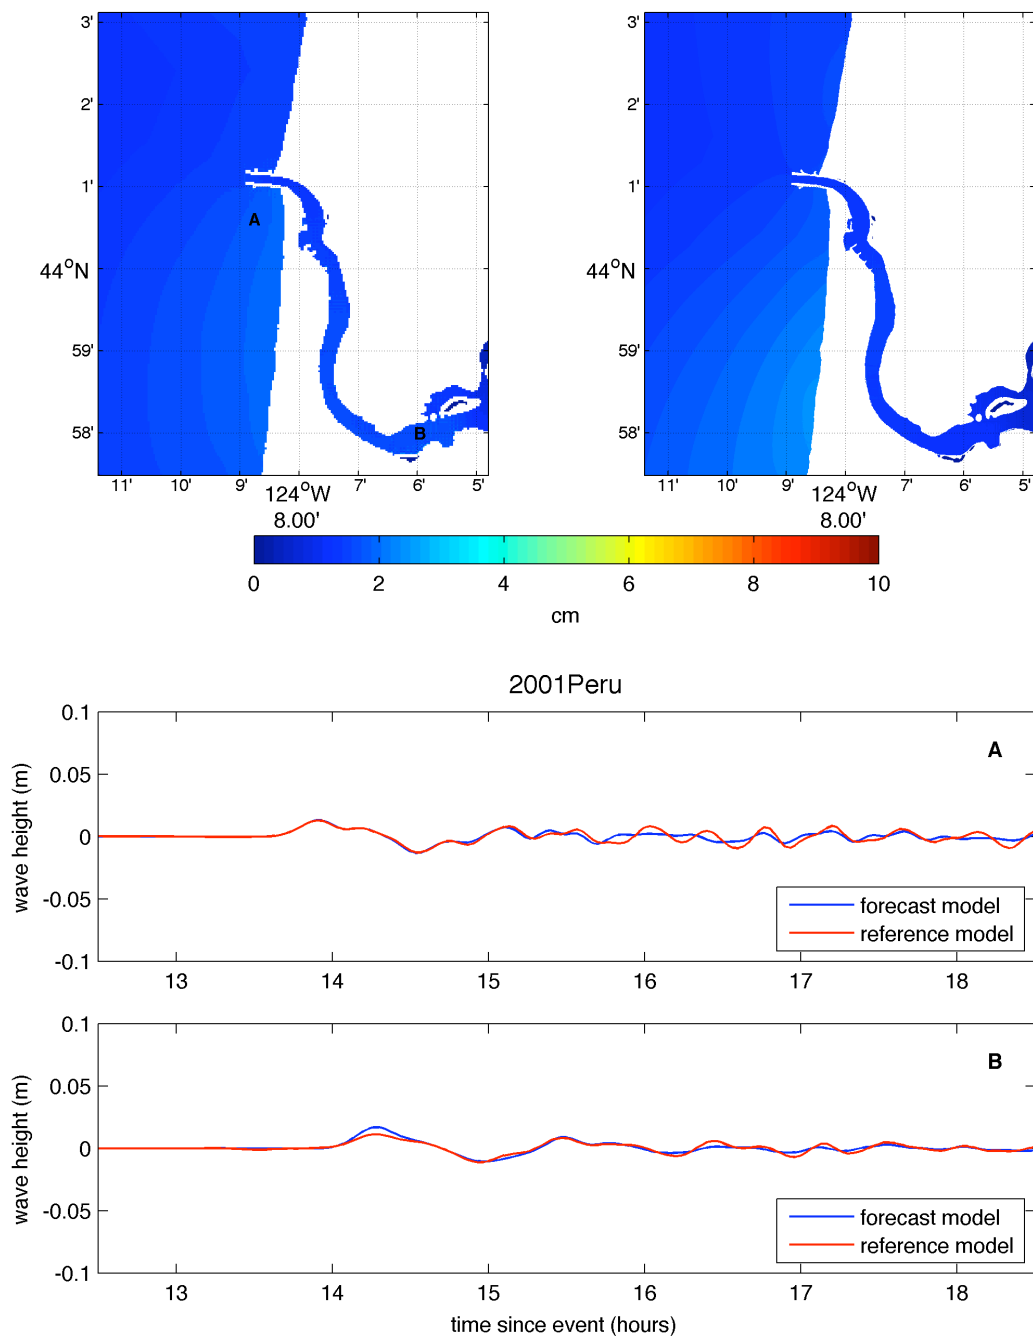 3'
2'
1'
44°N
59'
58'
A
B
11' 10' 9' 124°W 7' 6' 5'
8.00'
3'
2'
1'
44°N
59'
58'
11' 10' 9' 124°W 7' 6' 5'
8.00'
0 2 4 6 8 10
cm
2001Peru
0.1
0.05
0
-0.05
-0.1
wave height (m)
A
forecast model
reference model
13 14 15 16 17 18
0.1
0.05
0
-0.05
-0.1
wave height (m)
B
forecast model
reference model
13 14 15 16 17 18
time since event (hours)